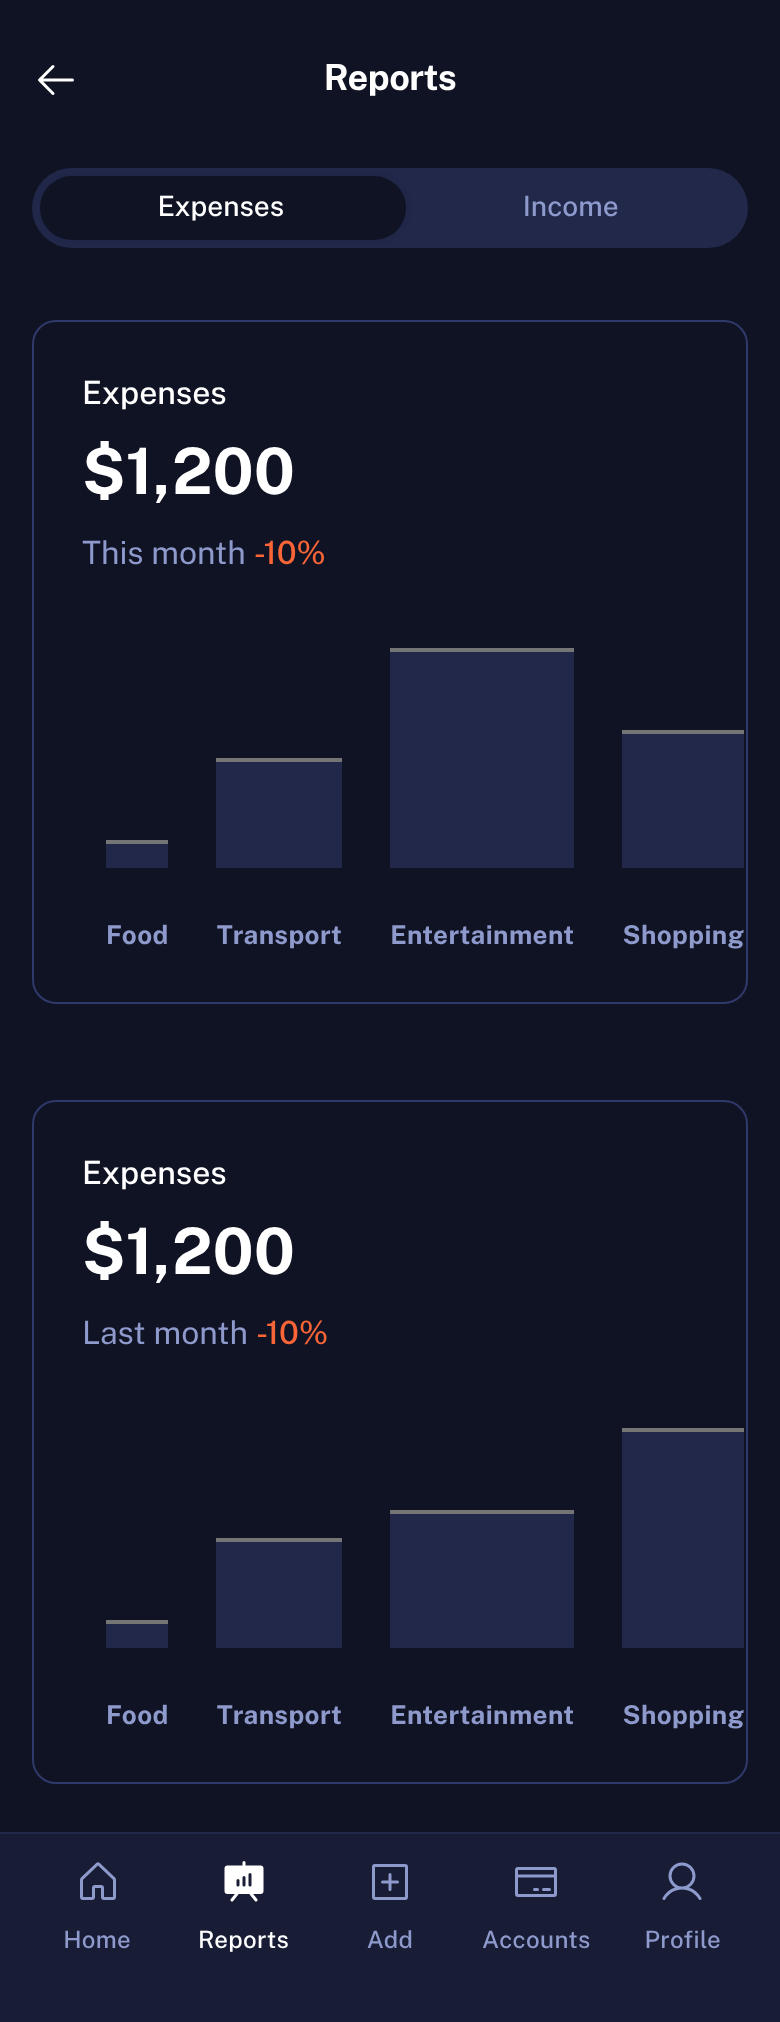 Reports
Expenses Income
Expenses
$1,200
This month -10%
Food Transport Entertainment Shopping
Expenses
$1,200
Last month -10%
Food Transport Entertainment Shopping
Home Reports Add Accounts Profile